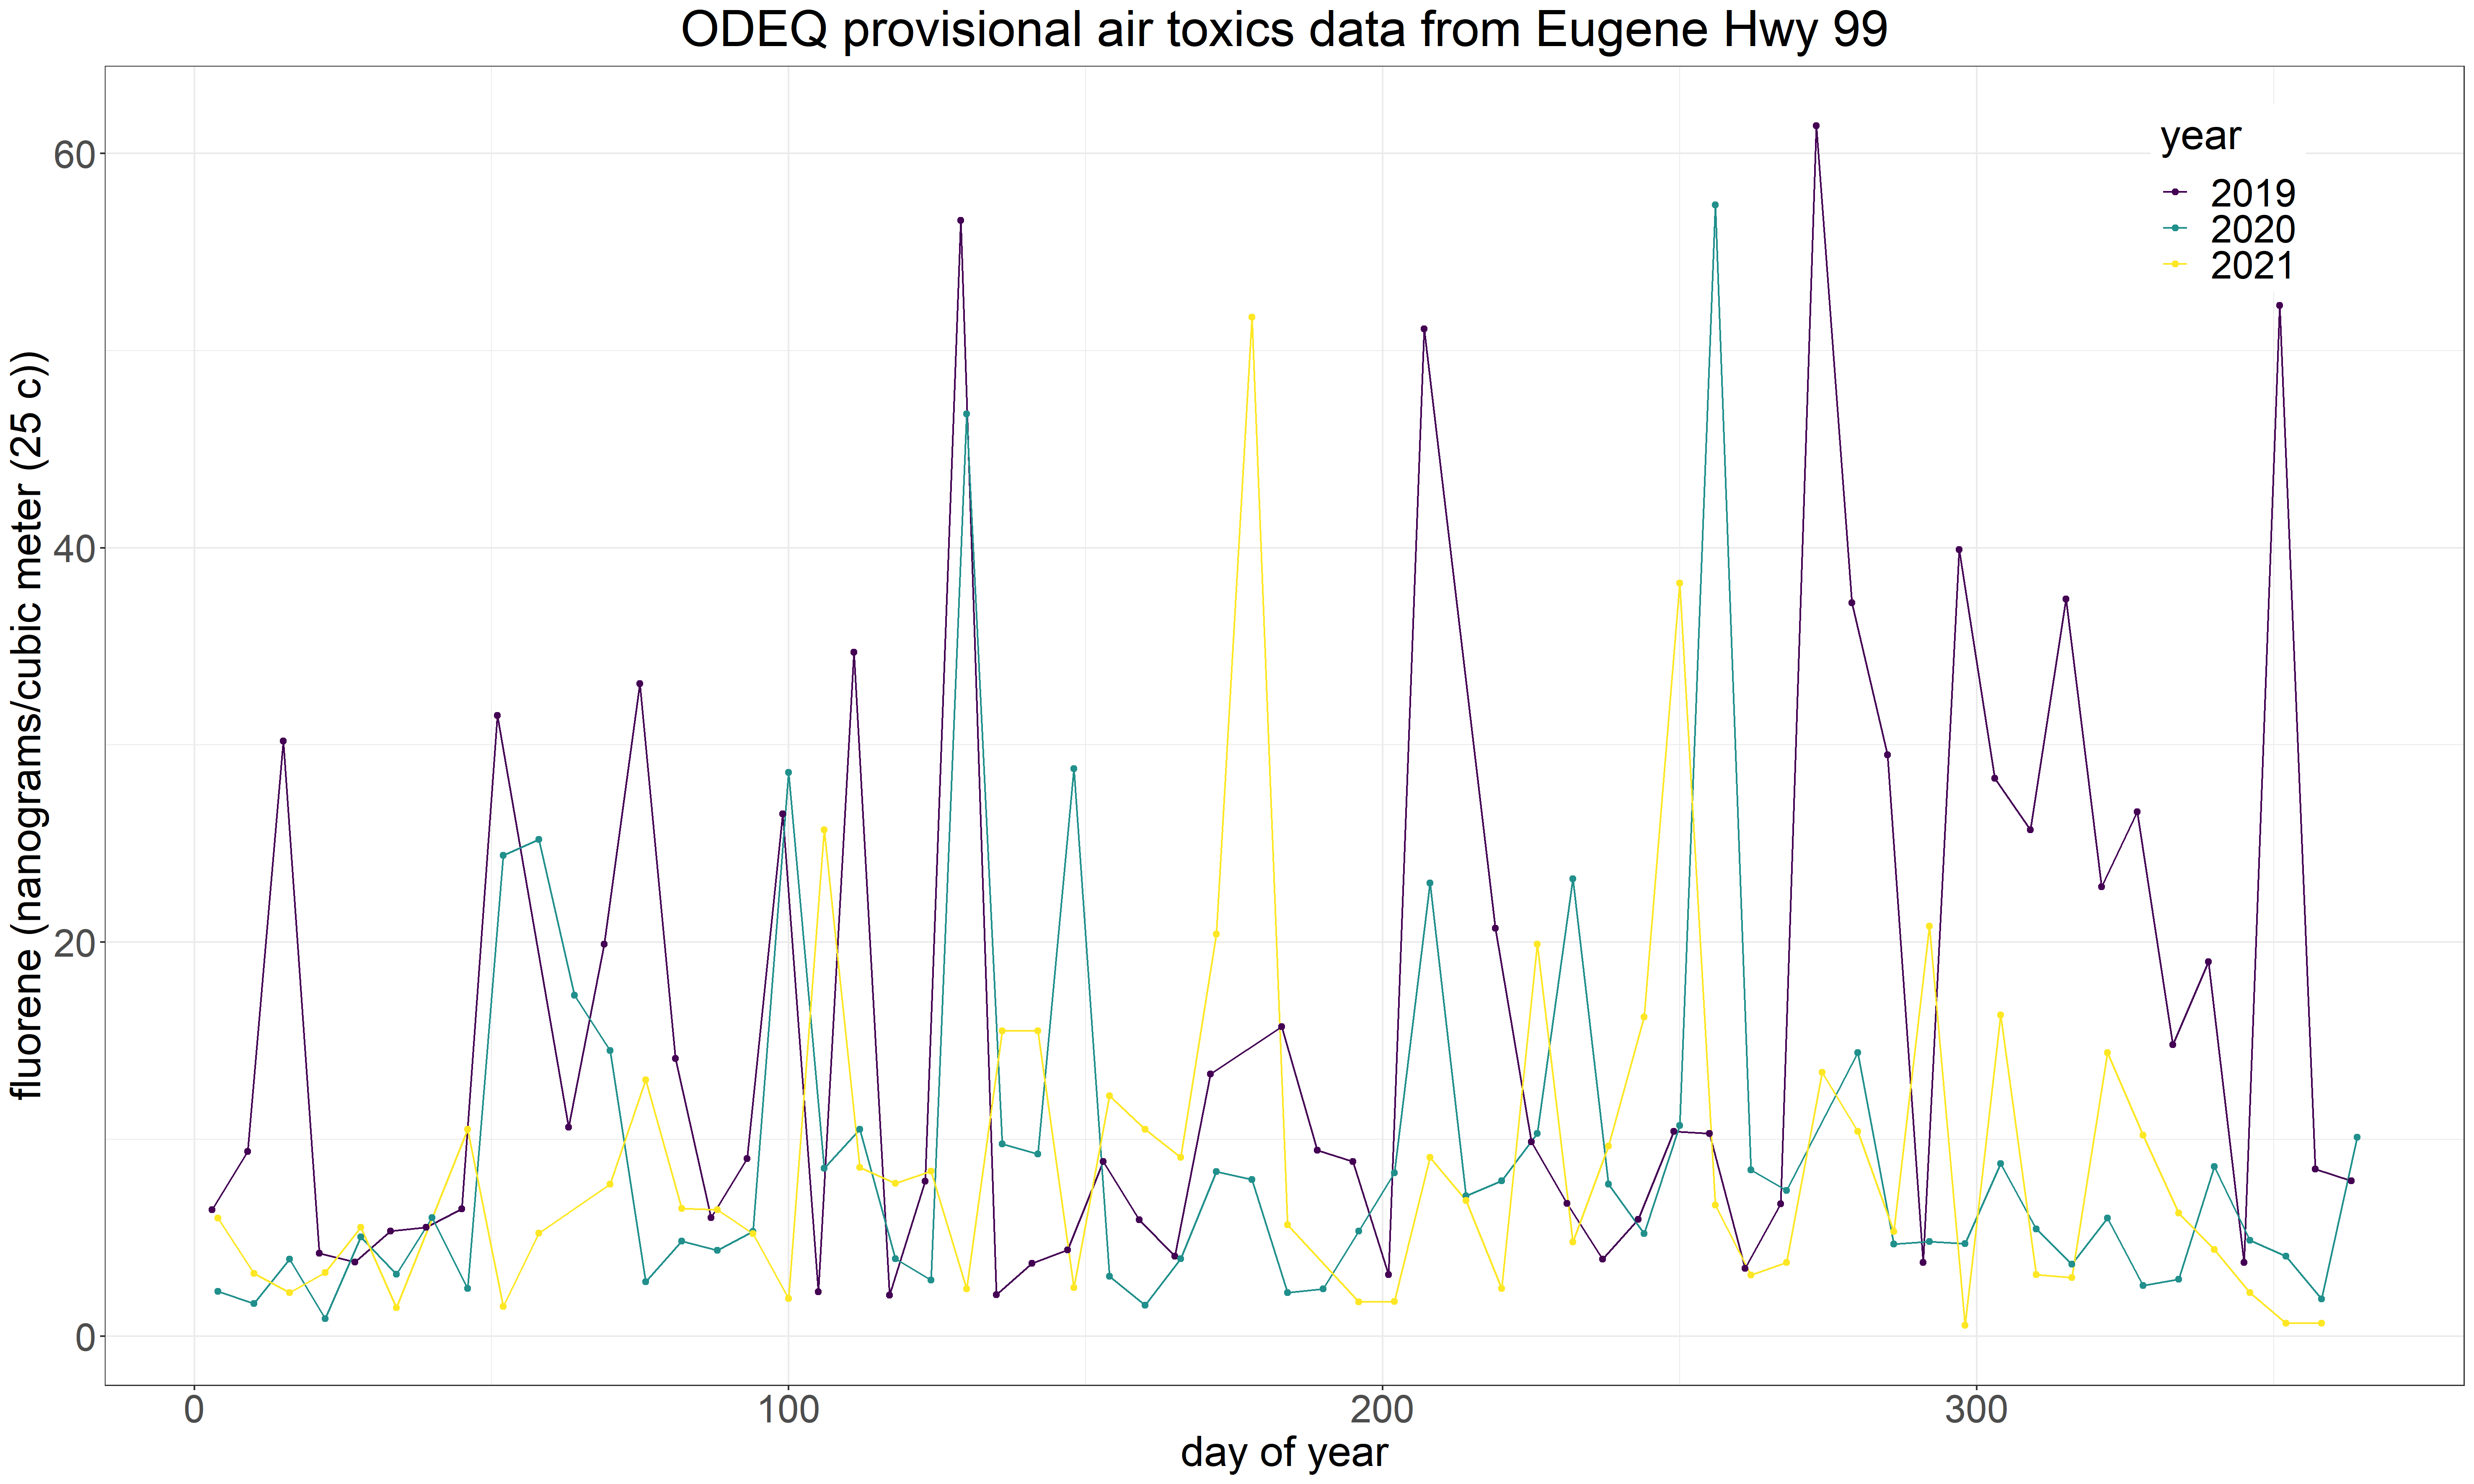 ODEQ provisional air toxics data from Eugene Hwy 99
fluorene (nanograms/cubic meter (25 c))
60
40
20
0
year
2019
2020
2021
0 100 200 300
day of year